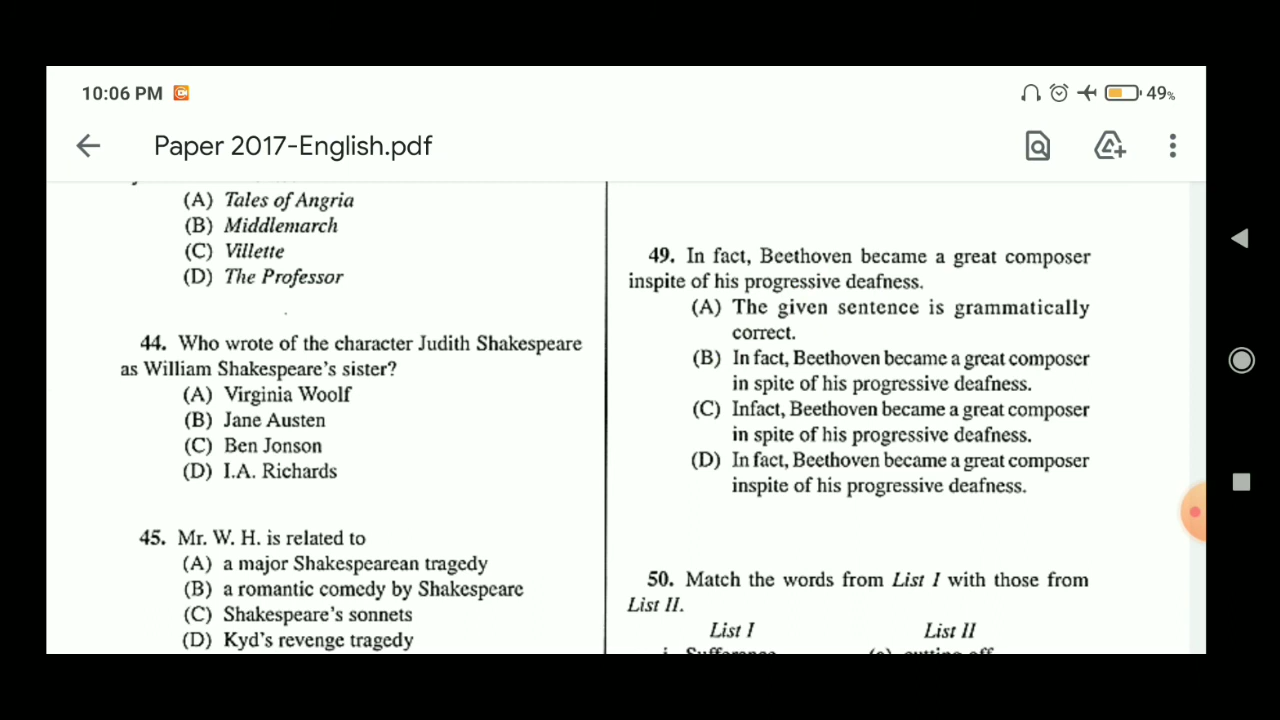 10:06 PM
49%
Paper 2017-English.pdf
(A) Tales of Angria
(B) Middlemarch
(C) Villette
(D) The Professor
44. Who wrote of the character Judith Shakespeare
as William Shakespeare's sister?
(A) Virginia Woolf
(B) Jane Austen
(C) Ben Jonson
(D) I.A. Richards
45. Mr. W. H. is related to
(A) a major Shakespearean tragedy
(B) a romantic comedy by Shakespeare
(C) Shakespeare's sonnets
(D) Kyd's revenge tragedy
49. In fact, Beethoven became a great composer
inspite of his progressive deafness.
(A) The given sentence is grammatically
correct.
(B) In fact, Beethoven became a great composer
in spite of his progressive deafness.
(C) Infact, Beethoven became a great composer
in spite of his progressive deafness.
(D) In fact, Beethoven became a great composer
inspite of his progressive deafness.
50. Match the words from List I with those from
List II.
List I List II
i. Sufferance (a) cutting off